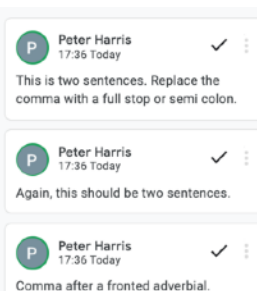 P
Peter Harris
17:36 Today
This is two sentences. Replace the
comma with a full stop or semi colon.
P
Peter Harris
17:36 Today
Again, this should be two sentences.
P
Peter Harris
17:36 Today
Comma after a fronted adverbial.